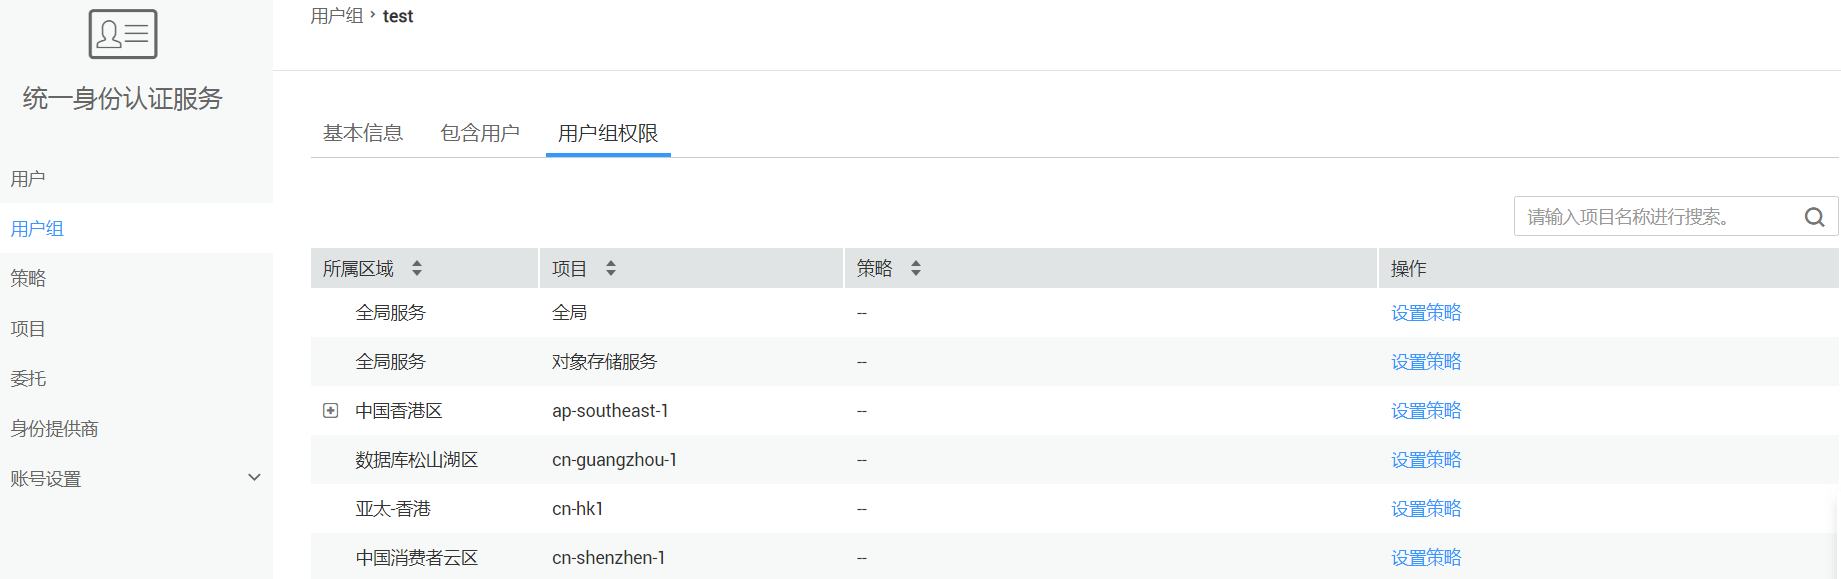 用户组 › test
统一身份认证服务
用户
用户组
策略
项目
委托
身份提供商
账号设置
基本信息 包含用户 用户组权限
请输入项目名称进行搜索。
所属区域 项目 策略 操作
全局服务 全局 -- 设置策略
全局服务 对象存储服务 -- 设置策略
中国香港区 ap-southeast-1 -- 设置策略
数据库松山湖区 cn-guangzhou-1 -- 设置策略
亚太-香港 cn-hk1 -- 设置策略
中国消费者云区 cn-shenzhen-1 -- 设置策略